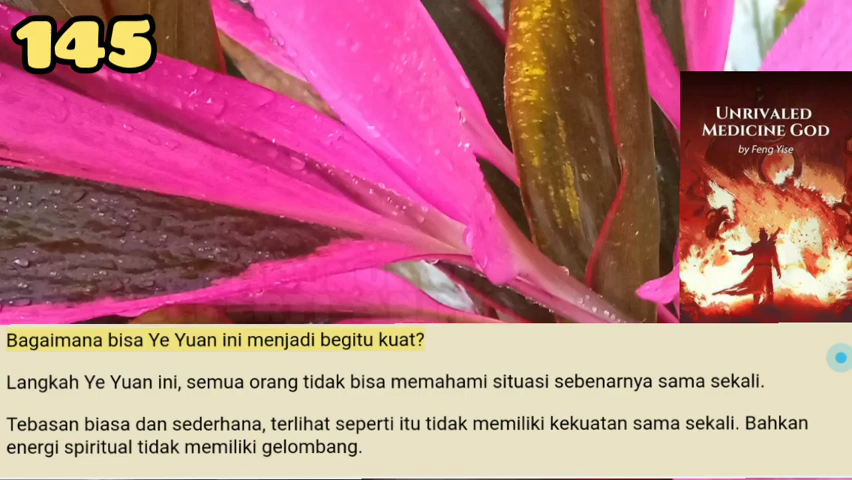 145
UNRIVALED
MEDICINE GOD
by Feng Yise
Bagaimana bisa Ye Yuan ini menjadi begitu kuat?
Langkah Ye Yuan ini, semua orang tidak bisa memahami situasi sebenarnya sama sekali.
Tebasan biasa dan sederhana, terlihat seperti itu tidak memiliki kekuatan sama sekali. Bahkan
energi spiritual tidak memiliki gelombang.